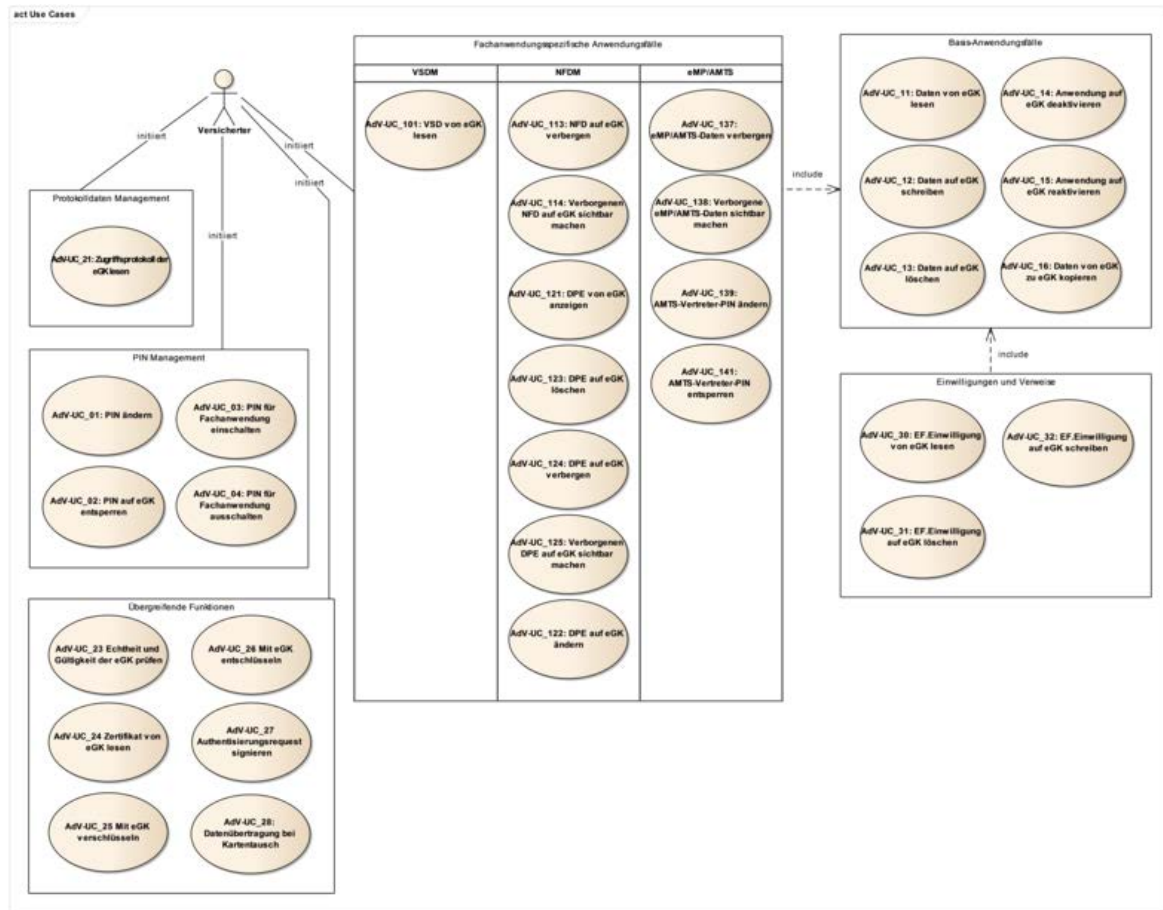 act Use Cases
Versicherter
initiiert
initiiert
initiiert
initiiert
Protokolldaten Management
AdV-UC_21: Zugriffsprotokoll der
eGK lesen
PIN Management
AdV-UC_01: PIN ändern
AdV-UC_03: PIN für
Fachanwendung
einschalten
AdV-UC_02: PIN auf eGK
entsperren
AdV-UC_04: PIN für
Fachanwendung
ausschalten
Übergreifende Funktionen
AdV-UC_23 Echtheit und
Gültigkeit der eGK prüfen
AdV-UC_26 Mit eGK
entschlüsseln
AdV-UC_24 Zertifikat von
eGK lesen
AdV-UC_27
Authentisierungsrequest
signieren
AdV-UC_25 Mit eGK
verschlüsseln
AdV-UC_28:
Datenübertragung bei
Kartentausch
Fachanwendungsspezifische Anwendungsfälle
VSDM
AdV-UC_101: VSD von eGK
lesen
NFDM
AdV-UC_113: NFD auf eGK
verbergen
AdV-UC_114: Verborgenen
NFD auf eGK sichtbar
machen
AdV-UC_121: DPE von eGK
anzeigen
AdV-UC_123: DPE auf eGK
löschen
AdV-UC_124: DPE auf eGK
verbergen
AdV-UC_125: Verborgenen
DPE auf eGK sichtbar
machen
AdV-UC_122: DPE auf eGK
ändern
eMP/AMTS
AdV-UC_137:
eMP/AMTS-Daten verbergen
AdV-UC_138: Verborgene
eMP/AMTS-Daten sichtbar
machen
AdV-UC_139:
AMTS-Vertreter-PIN ändern
AdV-UC_141:
AMTS-Vertreter-PIN
entsperren
include
Basis-Anwendungsfälle
AdV-UC_11: Daten von eGK
lesen
AdV-UC_14: Anwendung auf
eGK deaktivieren
AdV-UC_12: Daten auf eGK
schreiben
AdV-UC_15: Anwendung auf
eGK reaktivieren
AdV-UC_13: Daten auf eGK
löschen
AdV-UC_16: Daten von eGK
zu eGK kopieren
include
Einwilligungen und Verweise
AdV-UC_30: EF.Einwilligung
von eGK lesen
AdV-UC_32: EF.Einwilligung
auf eGK schreiben
AdV-UC_31: EF.Einwilligung
auf eGK löschen